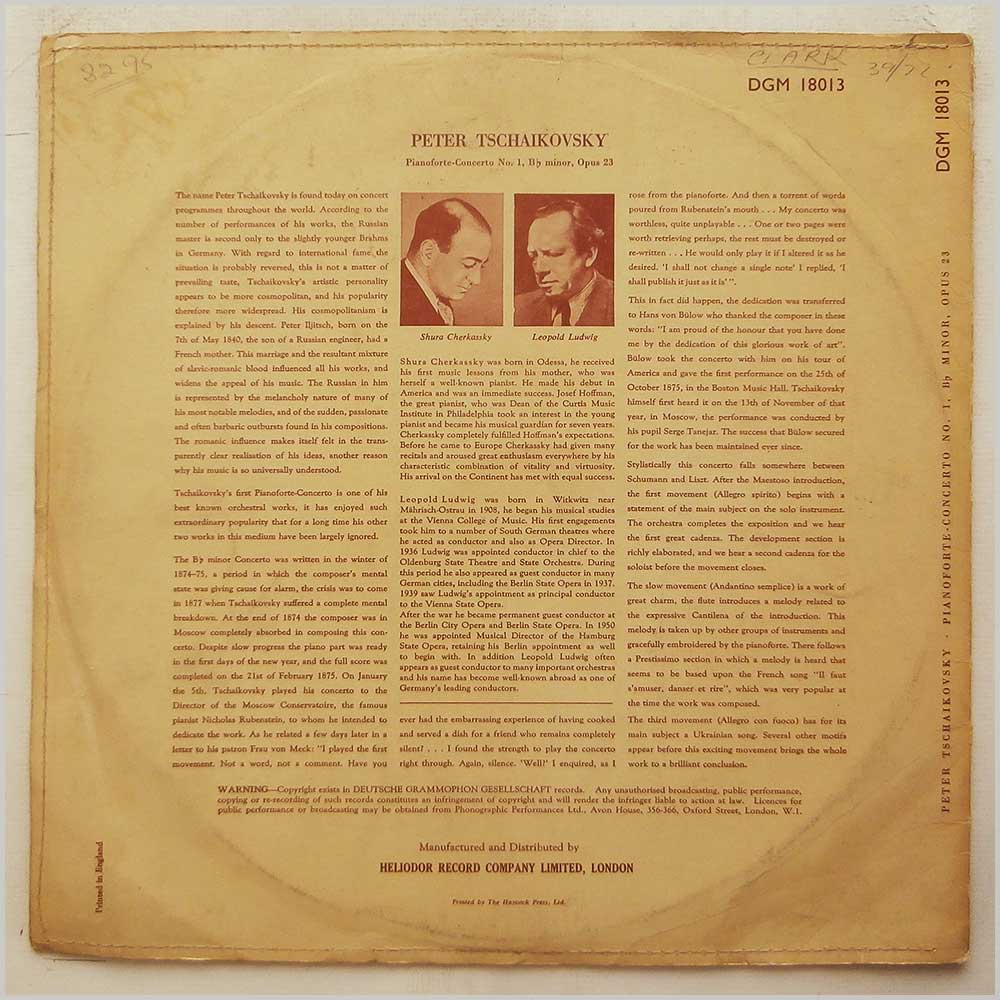 32 95
CLARK
39/22
DGM 18013
PETER TSCHAIKOVSKY
Pianoforte-Concerto No. 1, B♭ minor, Opus 23
The name Peter Tschaikovsky is found today on concert
programmes throughout the world. According to the
number of performances of his works, the Russian
master is second only to the slightly younger Brahms
in Germany. With regard to international fame the
situation is probably reversed, this is not a matter of
prevailing taste, Tschaikovsky's artistic personality
appears to be more cosmopolitan, and his popularity
therefore more widespread. His cosmopolitanism is
explained by his descent. Peter Iljitsch, born on the
7th of May 1840, the son of a Russian engineer, had a
French mother. This marriage and the resultant mixture
of slavic-romanic blood influenced all his works, and
widens the appeal of his music. The Russian in him
is represented by the melancholy nature of many of
his most notable melodies, and of the sudden, passionate
and often barbaric outbursts found in his compositions.
The romanic influence makes itself felt in the trans-
parently clear realisation of his ideas, another reason
why his music is so universally understood.
Tschaikovsky's first Pianoforte-Concerto is one of his
best known orchestral works, it has enjoyed such
extraordinary popularity that for a long time his other
two works in this medium have been largely ignored.
The B♭ minor Concerto was written in the winter of
1874-75, a period in which the composer's mental
state was giving cause for alarm, the crisis was to come
in 1877 when Tschaikovsky suffered a complete mental
breakdown. At the end of 1874 the composer was in
Moscow completely absorbed in composing this con-
certo. Despite slow progress the piano part was ready
in the first days of the new year, and the full score was
completed on the 21st of February 1875. On January
the 5th, Tschaikovsky played his concerto to the
Director of the Moscow Conservatoire, the famous
pianist Nicholas Rubenstein, to whom he intended to
dedicate the work. As he related a few days later in a
letter to his patron Frau von Meck: "I played the first
movement. Not a word, not a comment. Have you
Shura Cherkassky
Leopold Ludwig
Shura Cherkassky was born in Odessa, he received
his first music lessons from his mother, who was
herself a well-known pianist. He made his debut in
America and was an immediate success. Josef Hoffman,
the great pianist, who was Dean of the Curtis Music
Institute in Philadelphia took an interest in the young
pianist and became his musical guardian for seven years.
Cherkassky completely fulfilled Hoffman's expectations.
Before he came to Europe Cherkassky had given many
recitals and aroused great enthusiasm everywhere by his
characteristic combination of vitality and virtuosity.
His arrival on the Continent has met with equal success.
Leopold Ludwig was born in Witkwitz near
Mährisch-Ostrau in 1908, he began his musical studies
at the Vienna College of Music. His first engagements
took him to a number of South German theatres where
he acted as conductor and also as Opera Director. In
1936 Ludwig was appointed conductor in chief to the
Oldenburg State Theatre and State Orchestra. During
this period he also appeared as guest conductor in many
German cities, including the Berlin State Opera in 1937.
1939 saw Ludwig's appointment as principal conductor
to the Vienna State Opera.
After the war he became permanent guest conductor at
the Berlin City Opera and Berlin State Opera. In 1950
he was appointed Musical Director of the Hamburg
State Opera, retaining his Berlin appointment as well
to begin with. In addition Leopold Ludwig often
appears as guest conductor to many important orchestras
and his name has become well-known abroad as one of
Germany's leading conductors.
ever had the embarrassing experience of having cooked
and served a dish for a friend who remains completely
silent? . . . I found the strength to play the concerto
right through. Again, silence. 'Well?' I enquired, as I
rose from the pianoforte. And then a torrent of words
poured from Rubenstein's mouth . . . My concerto was
worthless, quite unplayable . . . One or two pages were
worth retrieving perhaps, the rest must be destroyed or
re-written . . . He would only play it if I altered it as he
desired. 'I shall not change a single note' I replied, 'I
shall publish it just as it is' ".
This in fact did happen, the dedication was transferred
to Hans von Bülow who thanked the composer in these
words: "I am proud of the honour that you have done
me by the dedication of this glorious work of art".
Bülow took the concerto with him on his tour of
America and gave the first performance on the 25th of
October 1875, in the Boston Music Hall. Tschaikovsky
himself first heard it on the 13th of November of that
year, in Moscow, the performance was conducted by
his pupil Serge Tanejar. The success that Bülow secured
for the work has been maintained ever since.
Stylistically this concerto falls somewhere between
Schumann and Liszt. After the Maestoso introduction,
the first movement (Allegro spirito) begins with a
statement of the main subject on the solo instrument.
The orchestra completes the exposition and we hear
the first great cadenza. The development section is
richly elaborated, and we hear a second cadenza for the
soloist before the movement closes.
The slow movement (Andantino semplice) is a work of
great charm, the flute introduces a melody related to
the expressive Cantilena of the introduction. This
melody is taken up by other groups of instruments and
gracefully embroidered by the pianoforte. There follows
a Prestissimo section in which a melody is heard that
seems to be based upon the French song "Il faut
s'amuser, danser et rire", which was very popular at
the time the work was composed.
The third movement (Allegro con fuoco) has for its
main subject a Ukrainian song. Several other motifs
appear before this exciting movement brings the whole
work to a brilliant conclusion.
WARNING—Copyright exists in DEUTSCHE GRAMMOPHON GESELLSCHAFT records. Any unauthorised broadcasting, public performance,
copying or re-recording of such records constitutes an infringement of copyright and will render the infringer liable to action at law. Licences for
public performance or broadcasting may be obtained from Phonographic Performances Ltd., Avon House, 356-366, Oxford Street, London, W.1.
Manufactured and Distributed by
HELIODOR RECORD COMPANY LIMITED, LONDON
Printed by The Hassock Press, Ltd.
Printed in England
DGM 18013
PETER TSCHAIKOVSKY · PIANOFORTE-CONCERTO NO. 1, B♭ MINOR, OPUS 23